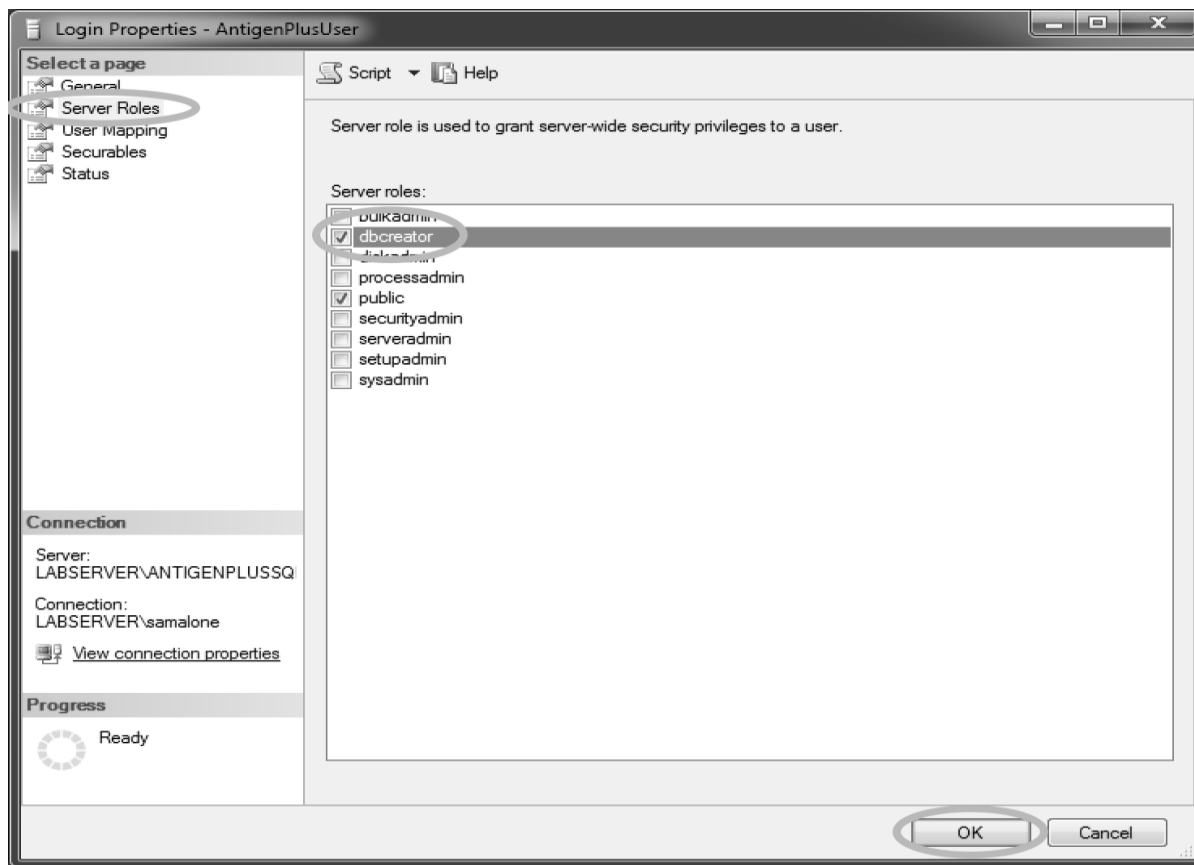 Login Properties - AntigenPlusUser
Select a page
General
Server Roles
User Mapping
Securables
Status
Script
Help
Server role is used to grant server-wide security privileges to a user.
Server roles:
bulkadmin
dbcreator
diskadmin
processadmin
public
securityadmin
serveradmin
setupadmin
sysadmin
Connection
Server:
LABSERVER\ANTIGENPLUSSQ
Connection:
LABSERVER\samalone
View connection properties
Progress
Ready
OK
Cancel